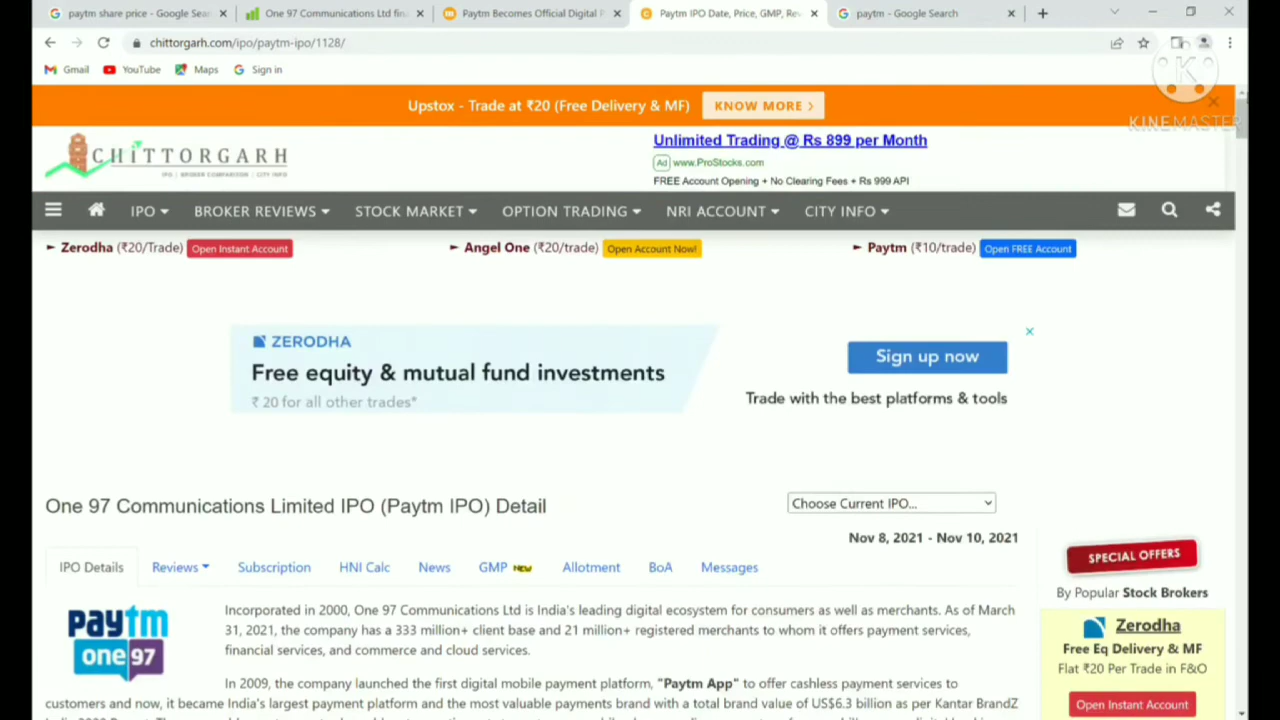 paytm share price - Google Sear
One 97 Communications Ltd fin
Paytm Becomes Official Digital P
Paytm IPO Date, Price, GMP, Rev
paytm - Google Search
chittorgarh.com/ipo/paytm-ipo/1128/
Gmail YouTube Maps Sign in
Upstox - Trade at ₹20 (Free Delivery & MF) KNOW MORE
K
KINEMASTER
CHITTORGARH
IPO | BROKER COMPARISON | CITY INFO
Unlimited Trading @ Rs 899 per Month
Ad www.ProStocks.com
FREE Account Opening + No Clearing Fees + Rs 999 API
IPO BROKER REVIEWS STOCK MARKET OPTION TRADING NRI ACCOUNT CITY INFO
Zerodha (₹20/Trade) Open Instant Account
Angel One (₹20/trade) Open Account Now!
Paytm (₹10/trade) Open FREE Account
ZERODHA
Free equity & mutual fund investments
₹ 20 for all other trades*
Sign up now
Trade with the best platforms & tools
One 97 Communications Limited IPO (Paytm IPO) Detail
Choose Current IPO...
Nov 8, 2021 - Nov 10, 2021
IPO Details Reviews Subscription HNI Calc News GMP NEW Allotment BoA Messages
paytm
one97
Incorporated in 2000, One 97 Communications Ltd is India's leading digital ecosystem for consumers as well as merchants. As of March
31, 2021, the company has a 333 million+ client base and 21 million+ registered merchants to whom it offers payment services,
financial services, and commerce and cloud services.
In 2009, the company launched the first digital mobile payment platform, "Paytm App" to offer cashless payment services to
customers and now, it became India's largest payment platform and the most valuable payments brand with a total brand value of US$6.3 billion as per Kantar BrandZ
SPECIAL OFFERS
By Popular Stock Brokers
Zerodha
Free Eq Delivery & MF
Flat ₹20 Per Trade in F&O
Open Instant Account